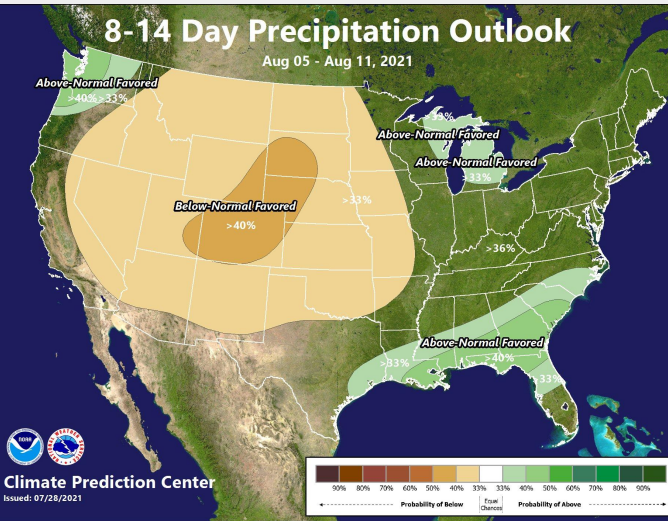 8-14 Day Precipitation Outlook
Aug 05 - Aug 11, 2021
Above-Normal Favored
>40% >33%
>33%
Above-Normal Favored
Above-Normal Favored
>33%
Below-Normal Favored
>40%
>33%
>36%
Above-Normal Favored
>33%
>40%
>33%
NOAA
Climate Prediction Center
Issued: 07/28/2021
90% 80% 70% 60% 50% 40% 33% 33% 40% 50% 60% 70% 80% 90%
Probability of Below
Equal
Chances
Probability of Above